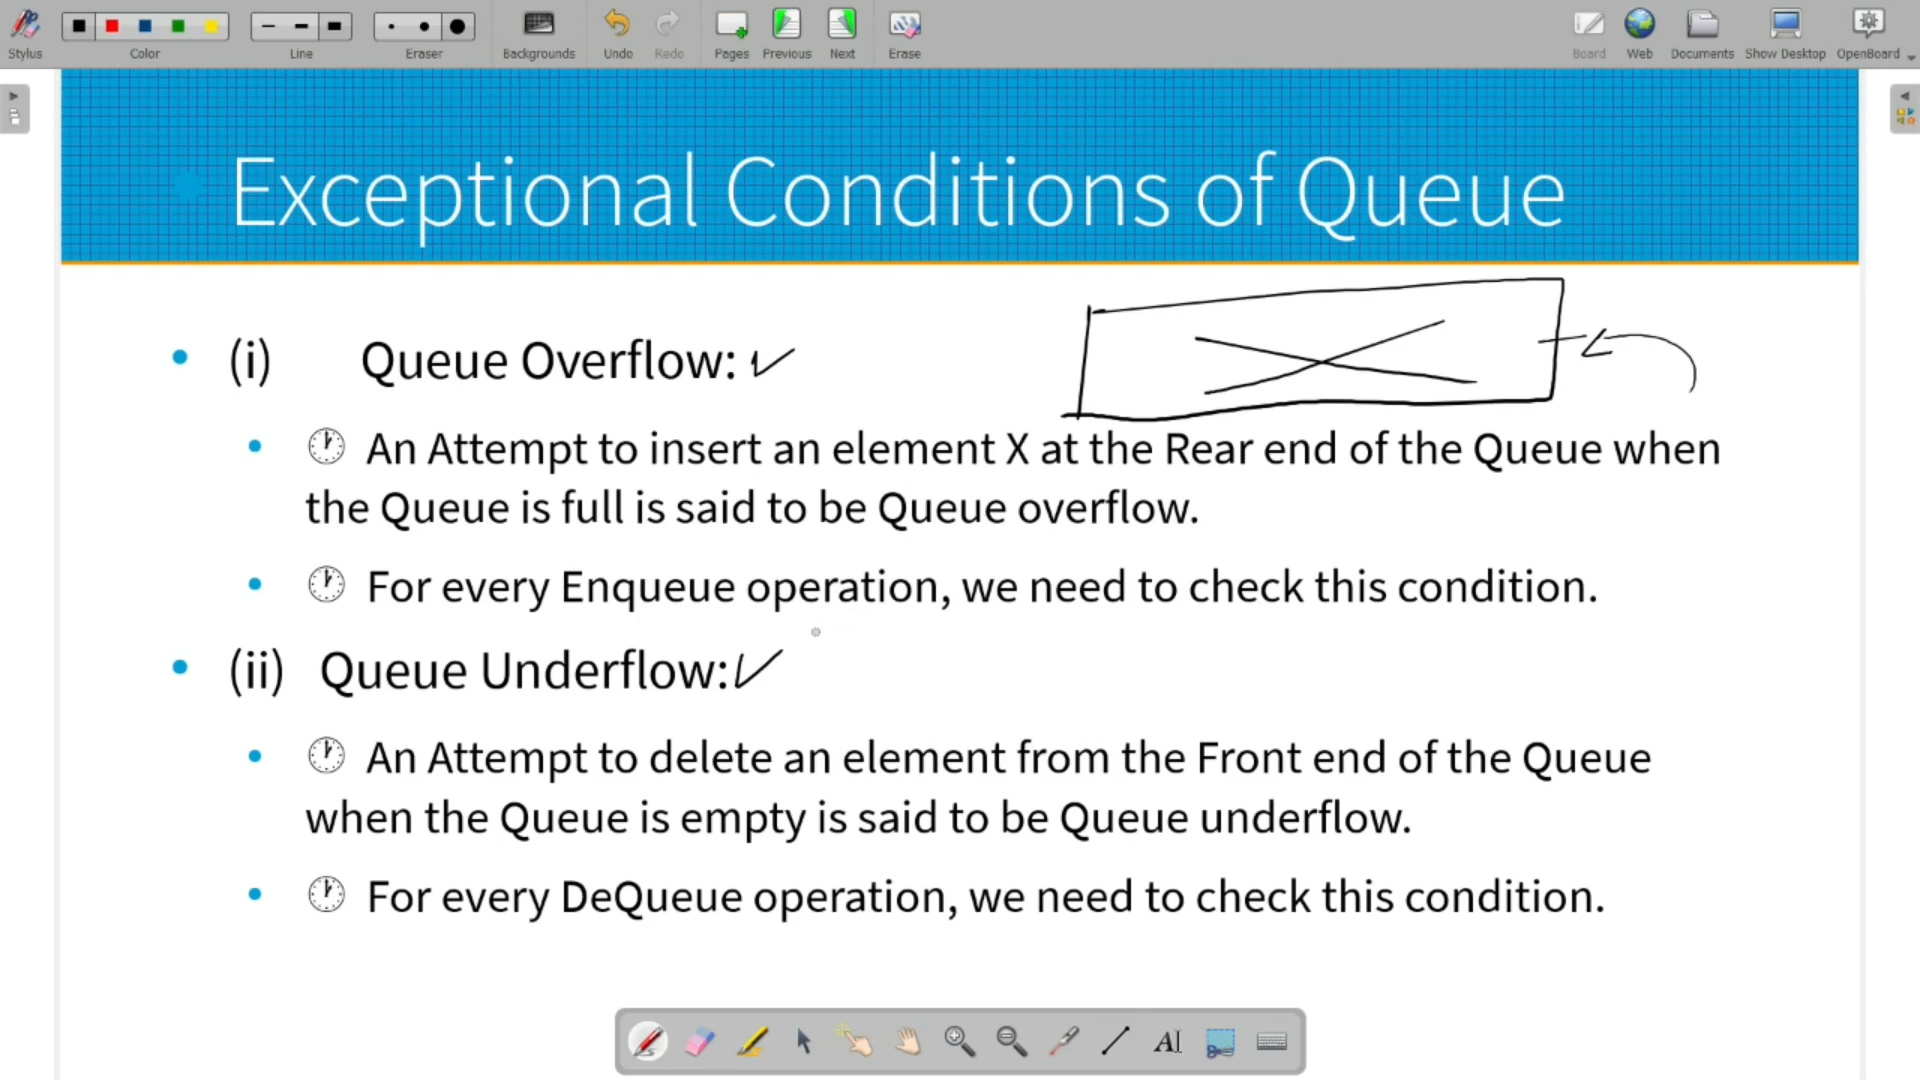 Stylus
Color
Line
Eraser
Backgrounds
Undo
Redo
Pages
Previous
Next
Erase
Board
Web
Documents
Show Desktop
OpenBoard
Exceptional Conditions of Queue
(i) Queue Overflow:
An Attempt to insert an element X at the Rear end of the Queue when
the Queue is full is said to be Queue overflow.
For every Enqueue operation, we need to check this condition.
(ii) Queue Underflow:
An Attempt to delete an element from the Front end of the Queue
when the Queue is empty is said to be Queue underflow.
For every DeQueue operation, we need to check this condition.